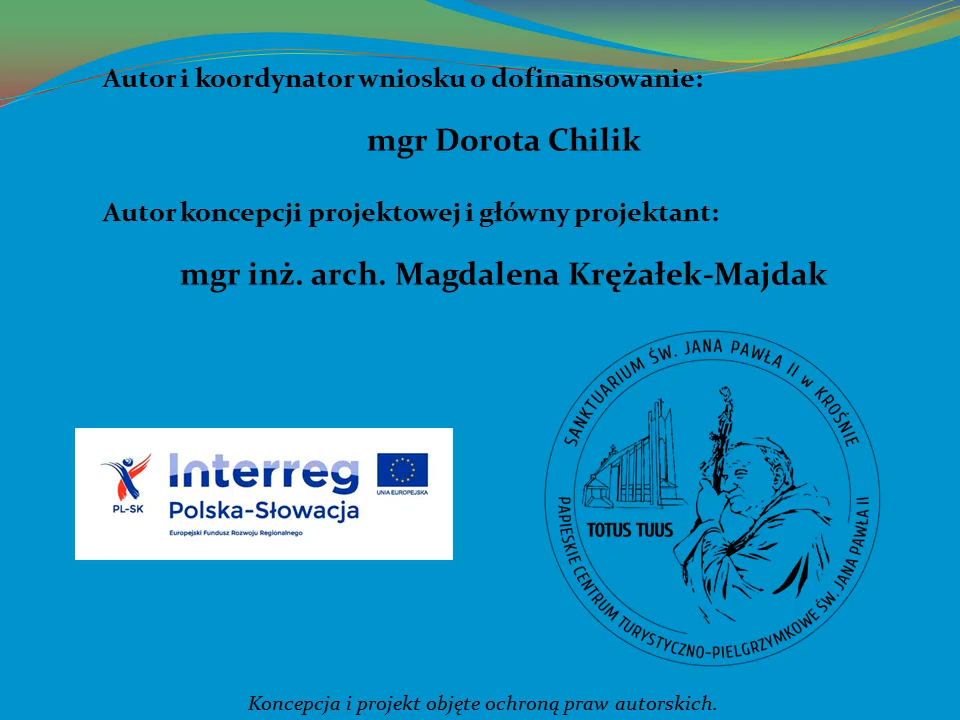 Autor i koordynator wniosku o dofinansowanie:
mgr Dorota Chilik
Autor koncepcji projektowej i główny projektant:
mgr inż. arch. Magdalena Krężałek-Majdak
SANKTUARIUM ŚW. JANA PAWŁA II w KROŚNIE
TOTUS TUUS
PAPIESKIE CENTRUM TURYSTYCZNO-PIELGRZYMKOWE ŚW. JANA PAWŁA II
PL-SK
Interreg
UNIA EUROPEJSKA
Polska-Słowacja
Europejski Fundusz Rozwoju Regionalnego
Koncepcja i projekt objęte ochroną praw autorskich.